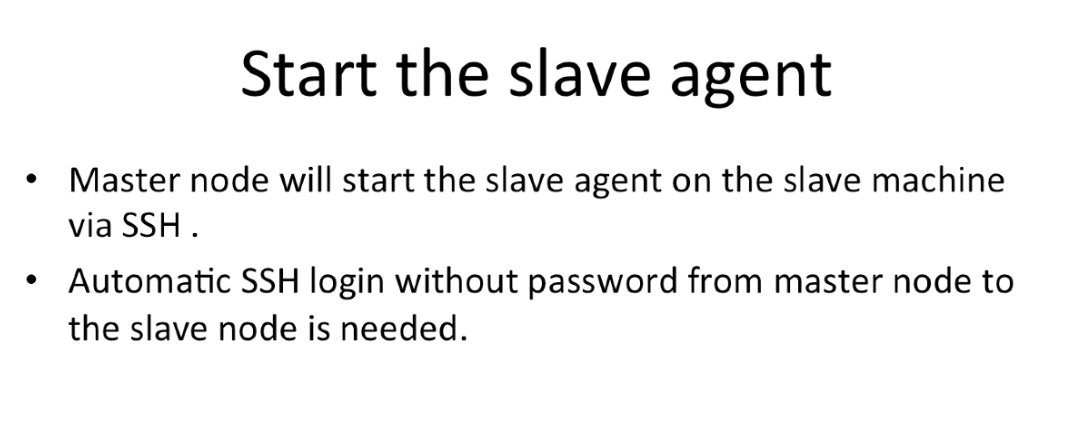 Start the slave agent
• Master node will start the slave agent on the slave machine
via SSH .
• Automatic SSH login without password from master node to
the slave node is needed.